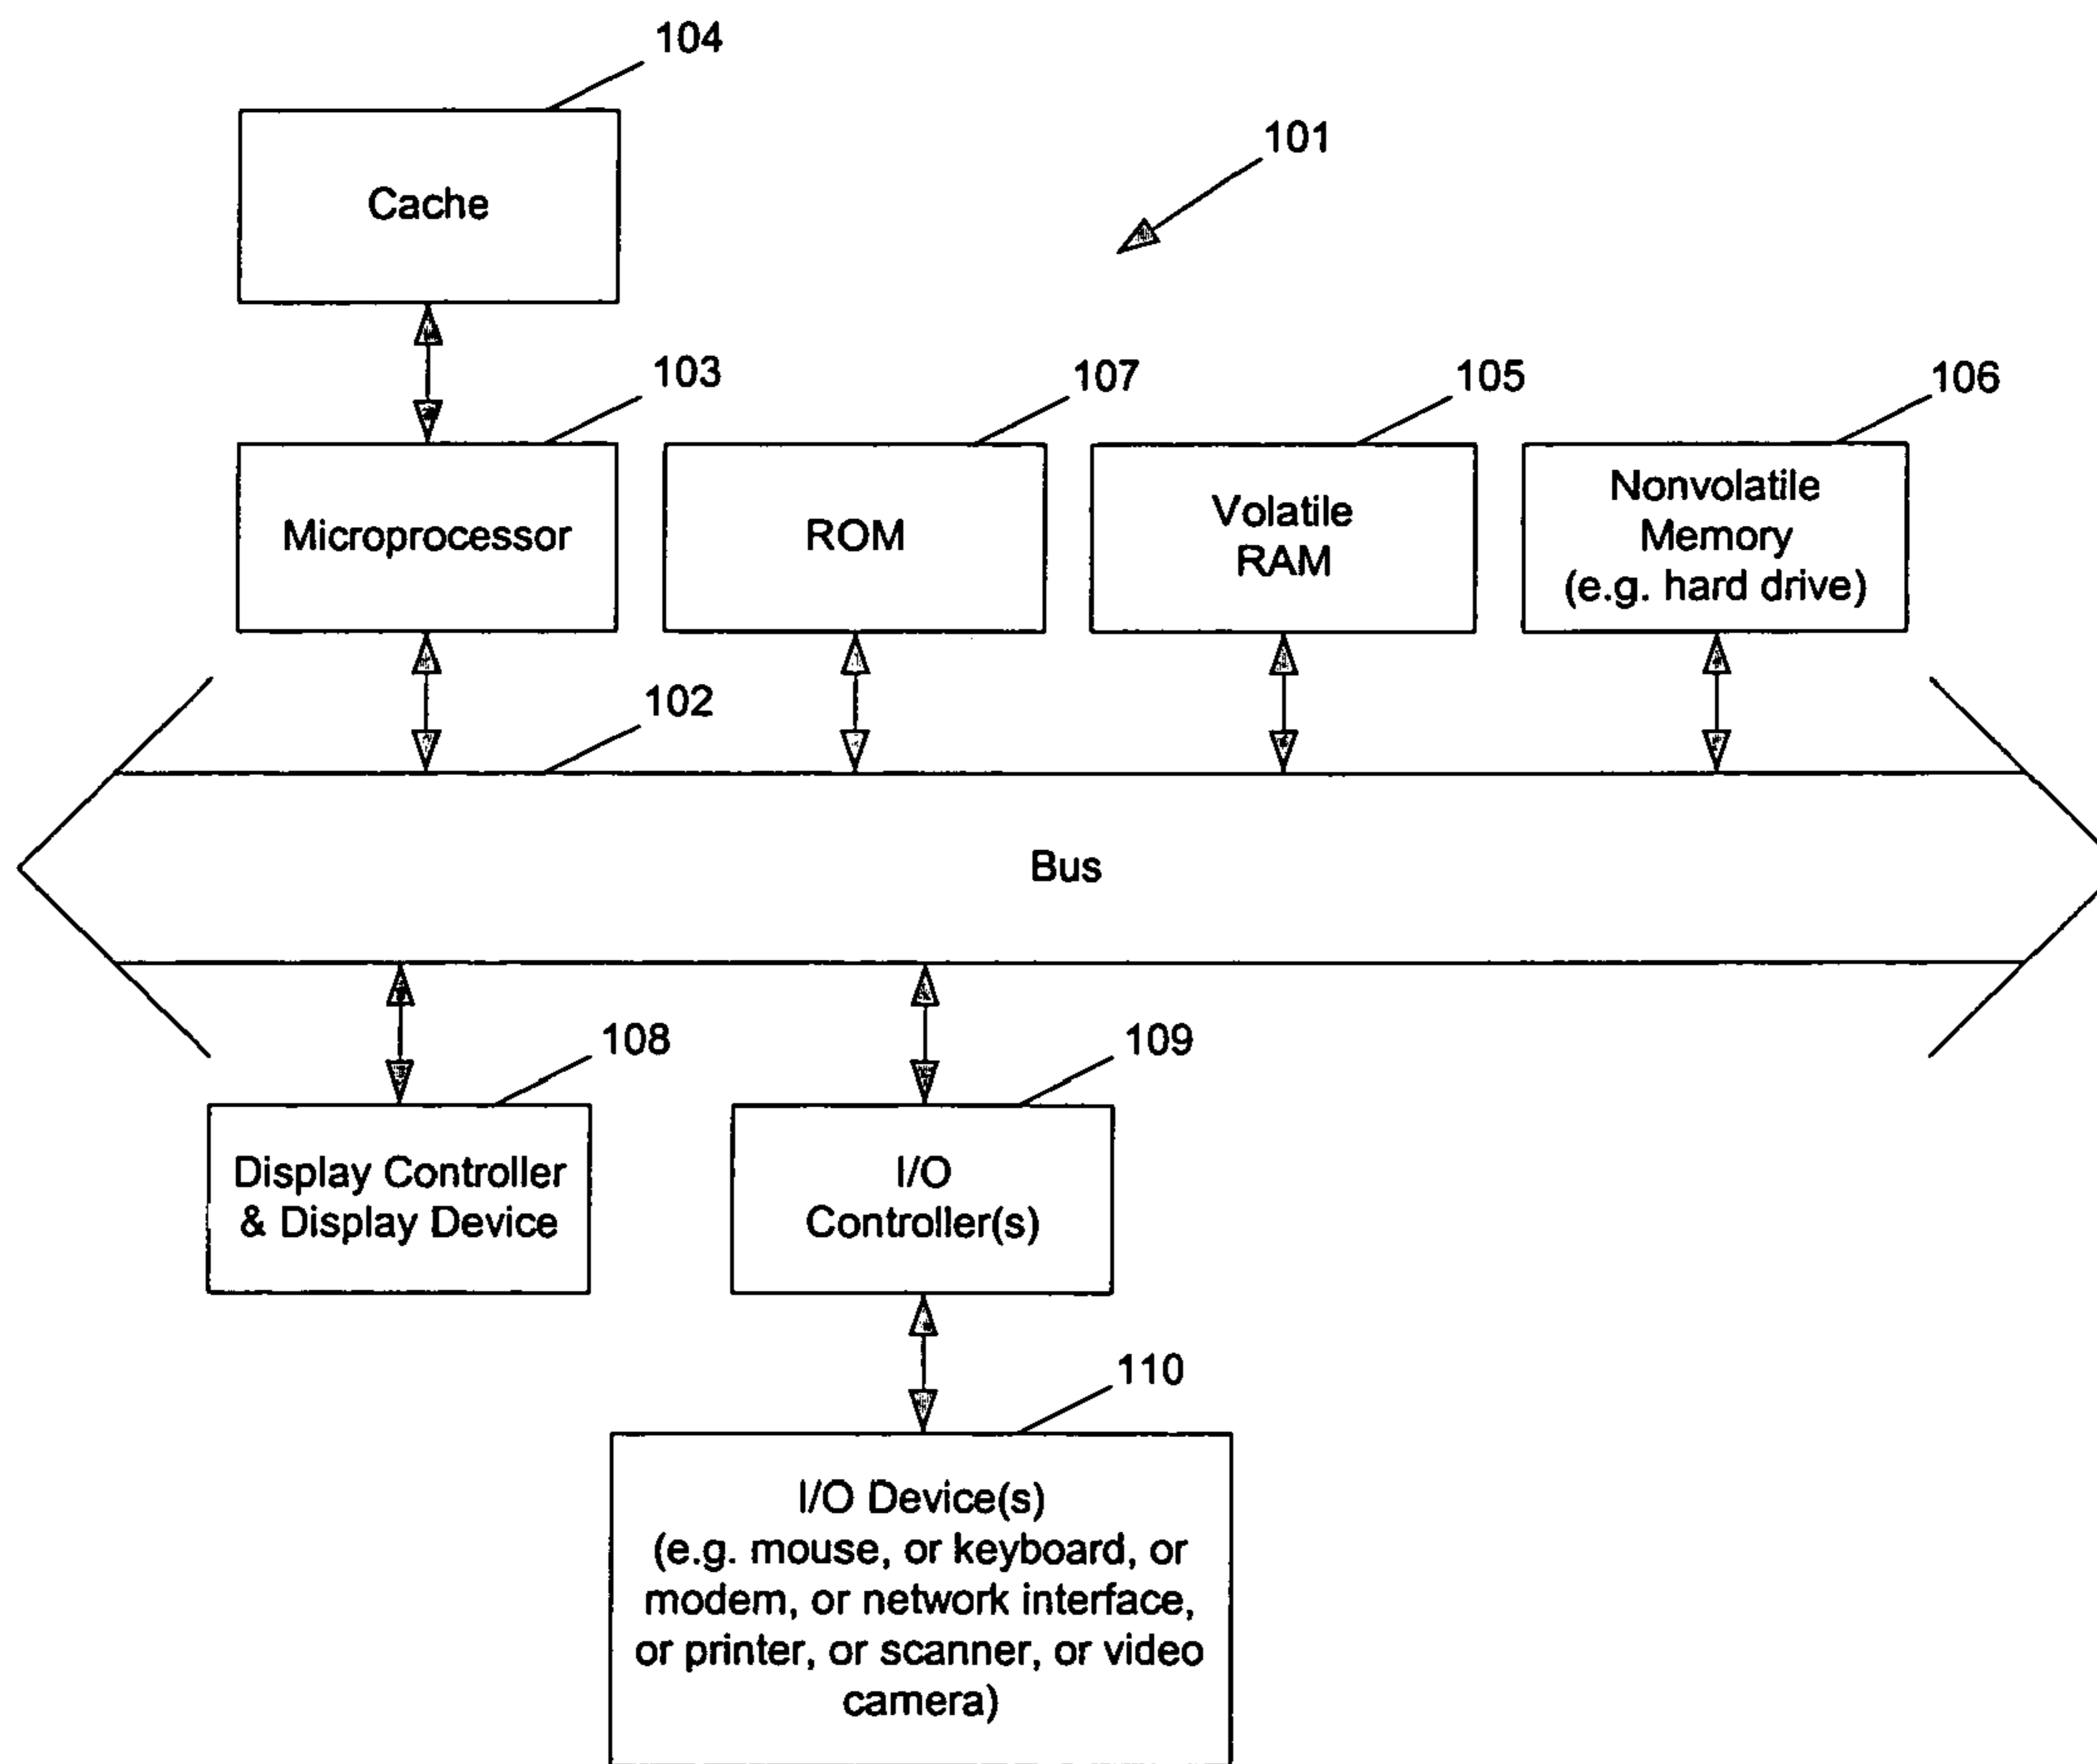 104
Cache
101
103
107
105
106
Microprocessor
ROM
Volatile
RAM
Nonvolatile
Memory
(e.g. hard drive)
102
Bus
108
109
Display Controller
& Display Device
I/O
Controller(s)
110
I/O Device(s)
(e.g. mouse, or keyboard, or
modem, or network interface,
or printer, or scanner, or video
camera)